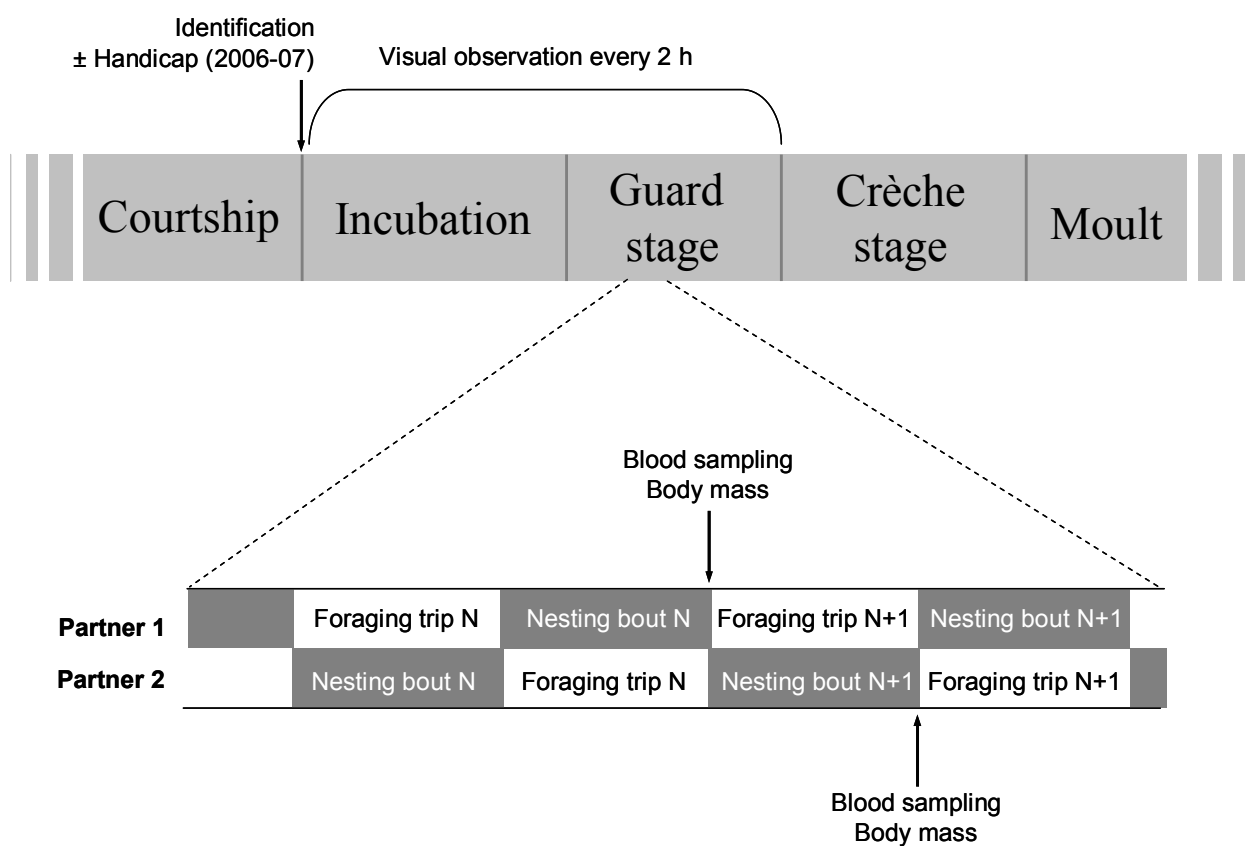 Identification
± Handicap (2006-07)
Visual observation every 2 h
Courtship
Incubation
Guard
stage
Crèche
stage
Moult
Blood sampling
Body mass
Partner 1
Foraging trip N
Nesting bout N
Foraging trip N+1
Nesting bout N+1
Partner 2
Nesting bout N
Foraging trip N
Nesting bout N+1
Foraging trip N+1
Blood sampling
Body mass